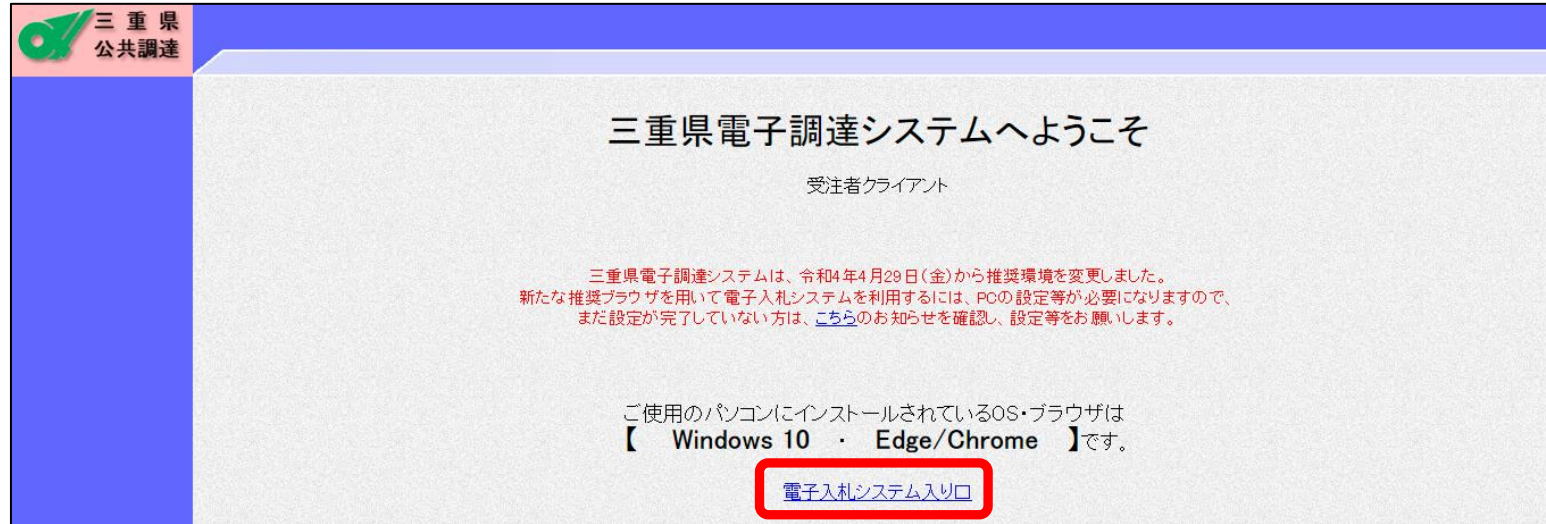 三重県
公共調達
三重県電子調達システムへようこそ
受注者クライアント
三重県電子調達システムは、令和4年4月29日(金)から推奨環境を変更しました。
新たな推奨ブラウザを用いて電子入札システムを利用するには、PCの設定等が必要になりますので、
まだ設定が完了していない方は、こちらのお知らせを確認し、設定等をお願いします。
ご使用のパソコンにインストールされているOS・ブラウザは
【 Windows 10 ・ Edge/Chrome 】です。
電子入札システム入り口